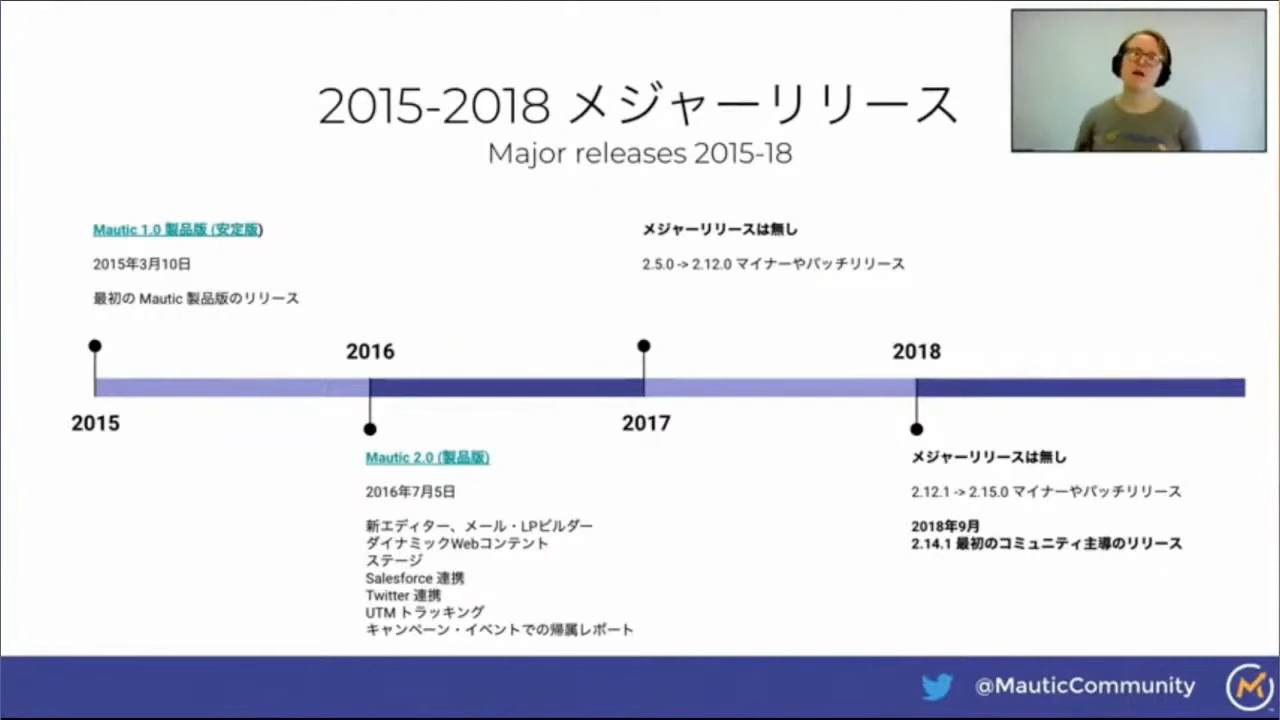 2015-2018 メジャーリリース
Major releases 2015-18
Mautic 1.0 製品版 (安定版)
2015年3月10日
最初の Mautic 製品版のリリース
メジャーリリースは無し
2.5.0 -> 2.12.0 マイナーやパッチリリース
2016
2018
2015
2017
Mautic 2.0 (製品版)
2016年7月5日
新エディター、メール・LPビルダー
ダイナミックWebコンテント
ステージ
Salesforce 連携
Twitter 連携
UTM トラッキング
キャンペーン・イベントでの帰属レポート
メジャーリリースは無し
2.12.1 -> 2.15.0 マイナーやパッチリリース
2018年9月
2.14.1 最初のコミュニティ主導のリリース
@MauticCommunity